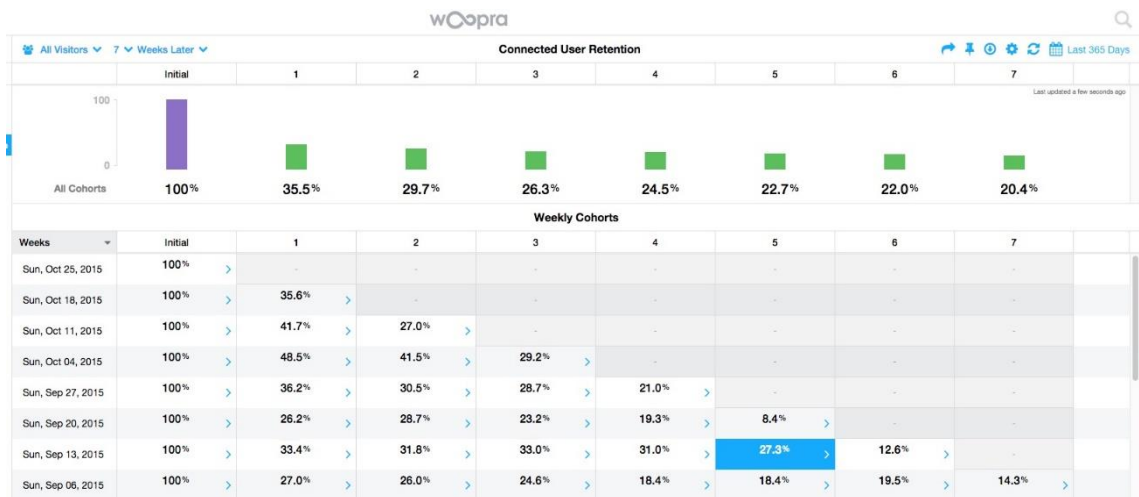 woopra
All Visitors 7 Weeks Later Connected User Retention Last 365 Days
Initial 1 2 3 4 5 6 7
Last updated a few seconds ago
100
0
All Cohorts 100% 35.5% 29.7% 26.3% 24.5% 22.7% 22.0% 20.4%
Weekly Cohorts
Weeks Initial 1 2 3 4 5 6 7
Sun, Oct 25, 2015 100% - - - - - - -
Sun, Oct 18, 2015 100% 35.6% - - - - - -
Sun, Oct 11, 2015 100% 41.7% 27.0% - - - - -
Sun, Oct 04, 2015 100% 48.5% 41.5% 29.2% - - - -
Sun, Sep 27, 2015 100% 36.2% 30.5% 28.7% 21.0% - - -
Sun, Sep 20, 2015 100% 26.2% 28.7% 23.2% 19.3% 8.4% - -
Sun, Sep 13, 2015 100% 33.4% 31.8% 33.0% 31.0% 27.3% 12.6% -
Sun, Sep 06, 2015 100% 27.0% 26.0% 24.6% 18.4% 18.4% 19.5% 14.3%